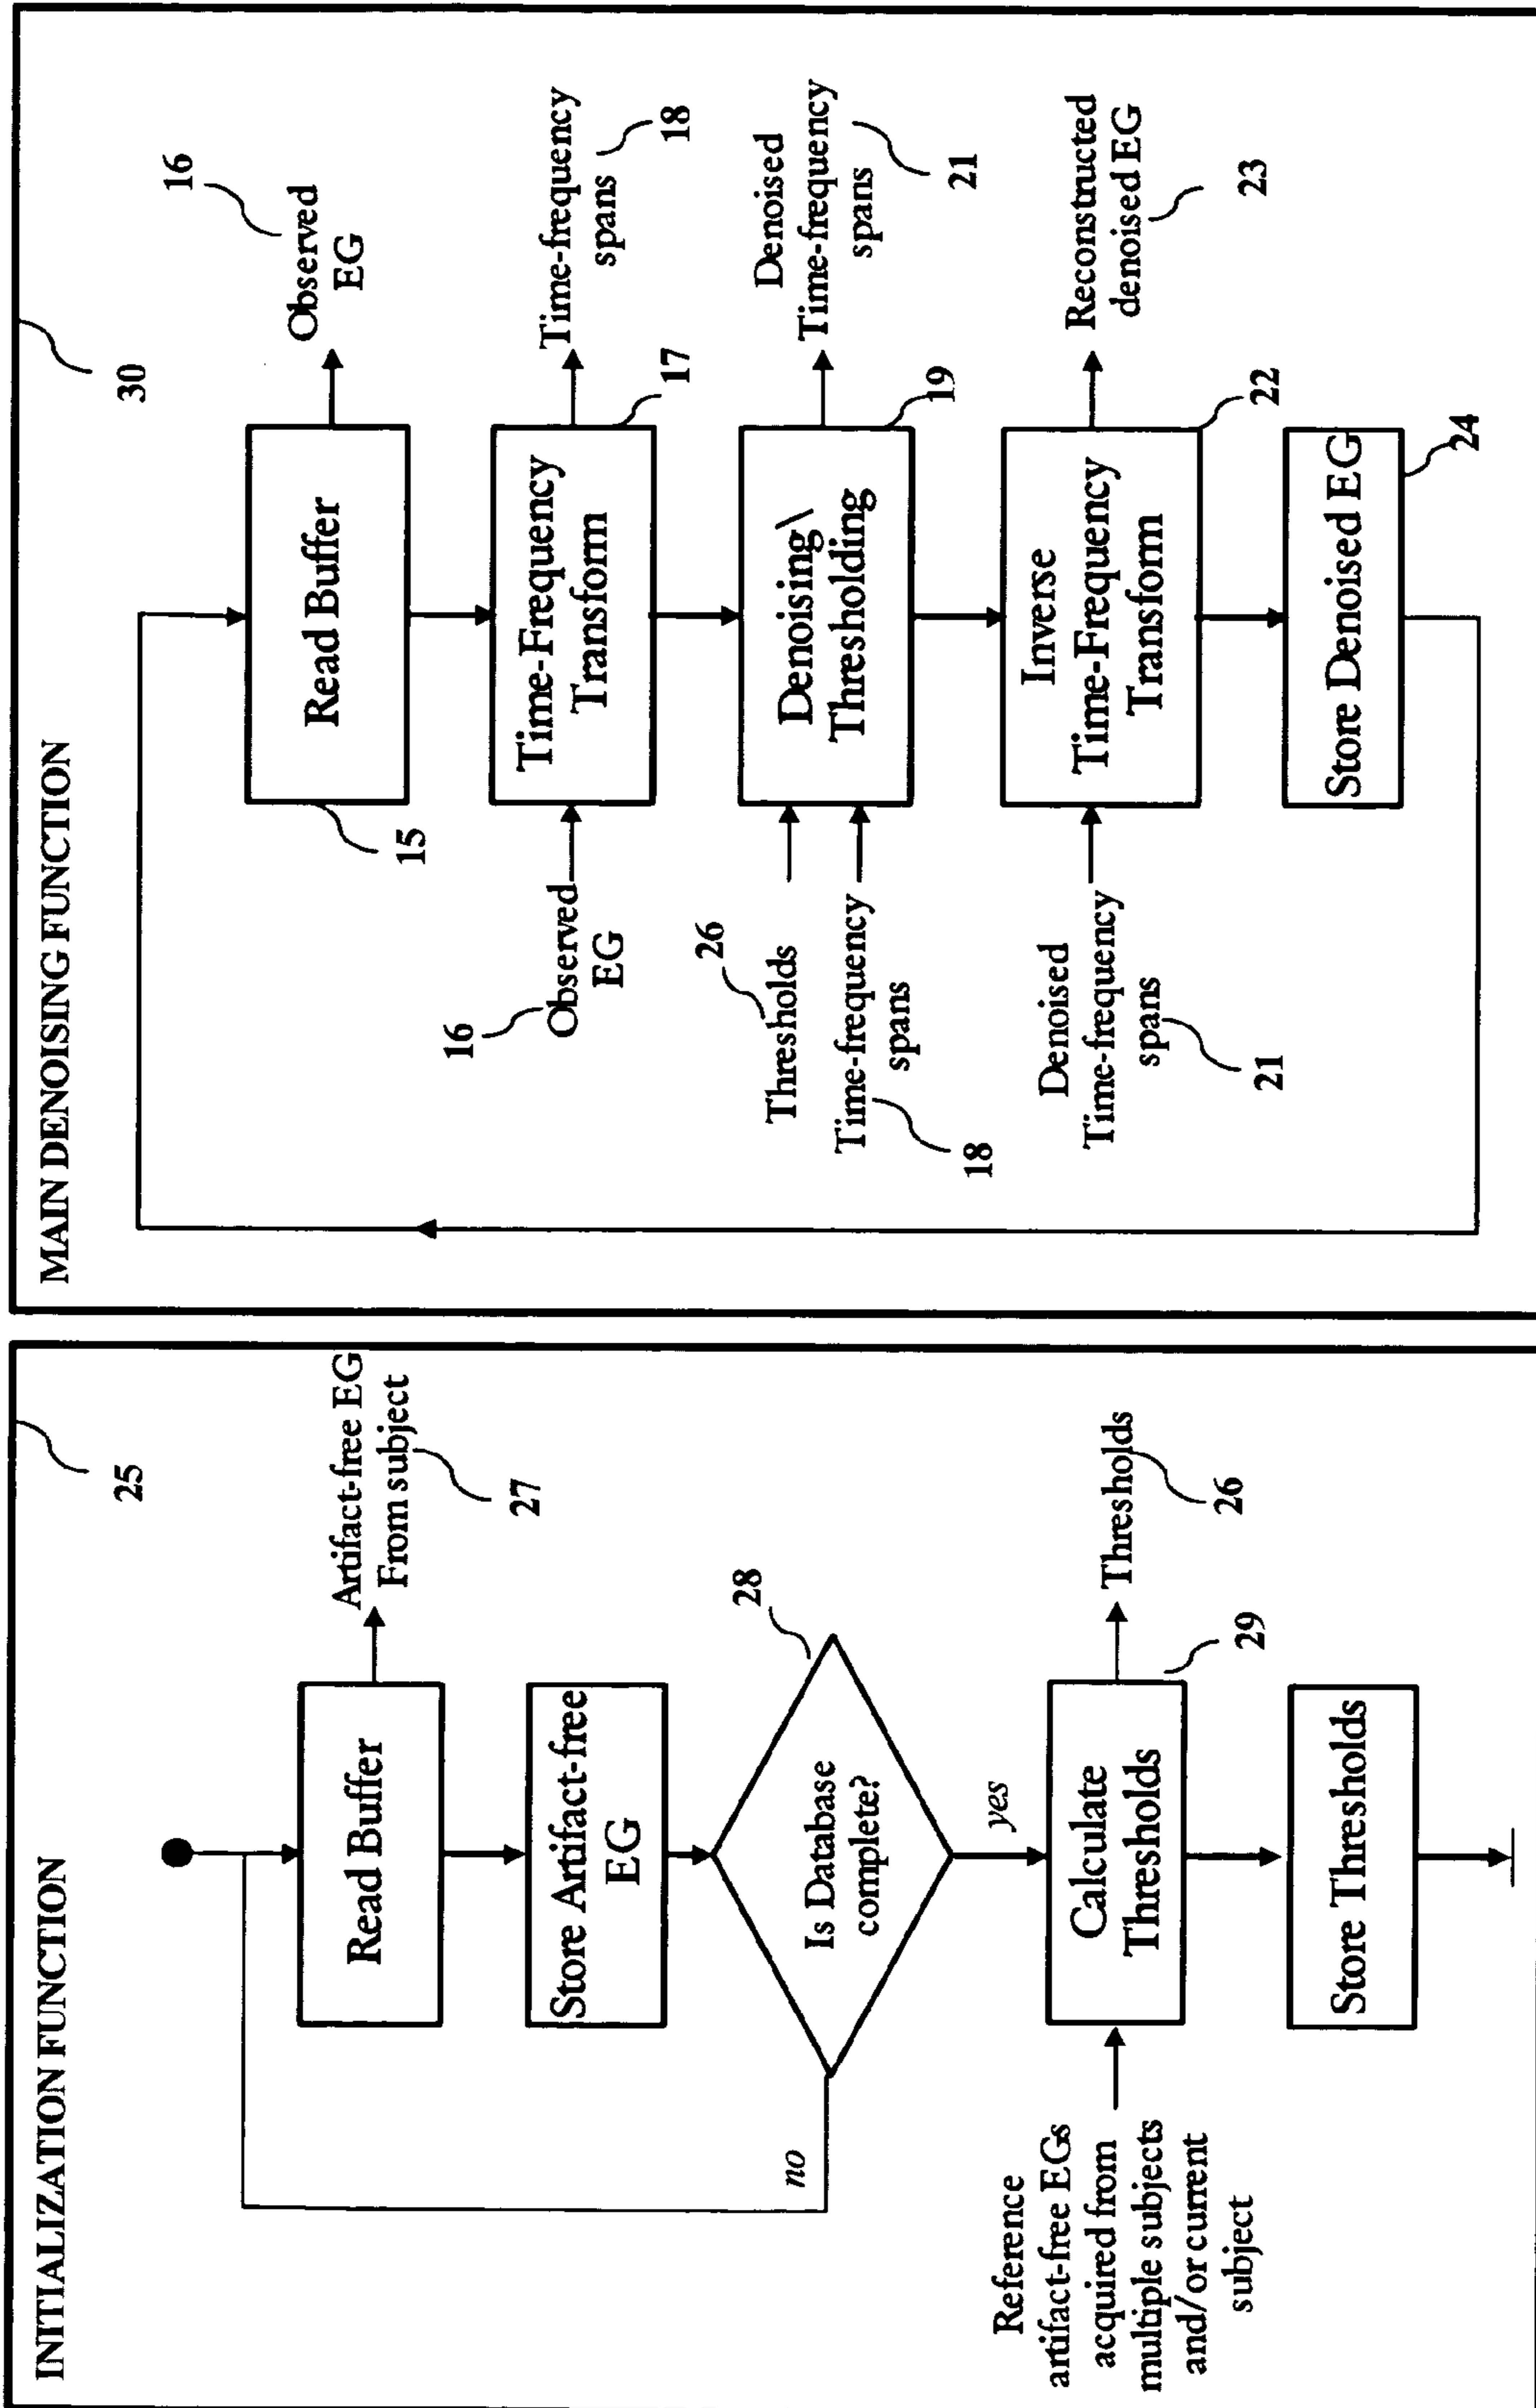 INITIALIZATION FUNCTION
25
Read Buffer
Artifact-free EG
From subject
27
Store Artifact-free
EG
Is Database
complete?
28
no
yes
Reference
artifact-free EGs
acquired from
multiple subjects
and/or current
subject
Calculate
Thresholds
29
Thresholds
26
Store Thresholds
MAIN DENOISING FUNCTION
30
Read Buffer
15
Observed
EG
16
16
Observed
EG
Time-Frequency
Transform
17
Time-frequency
spans
18
26
Thresholds
Time-frequency
spans
18
Denoising\
Thresholding
19
Denoised
Time-frequency
spans
21
Denoised
Time-frequency
spans
21
Inverse
Time-Frequency
Transform
22
Reconstructed
denoised EG
23
Store Denoised EG
24